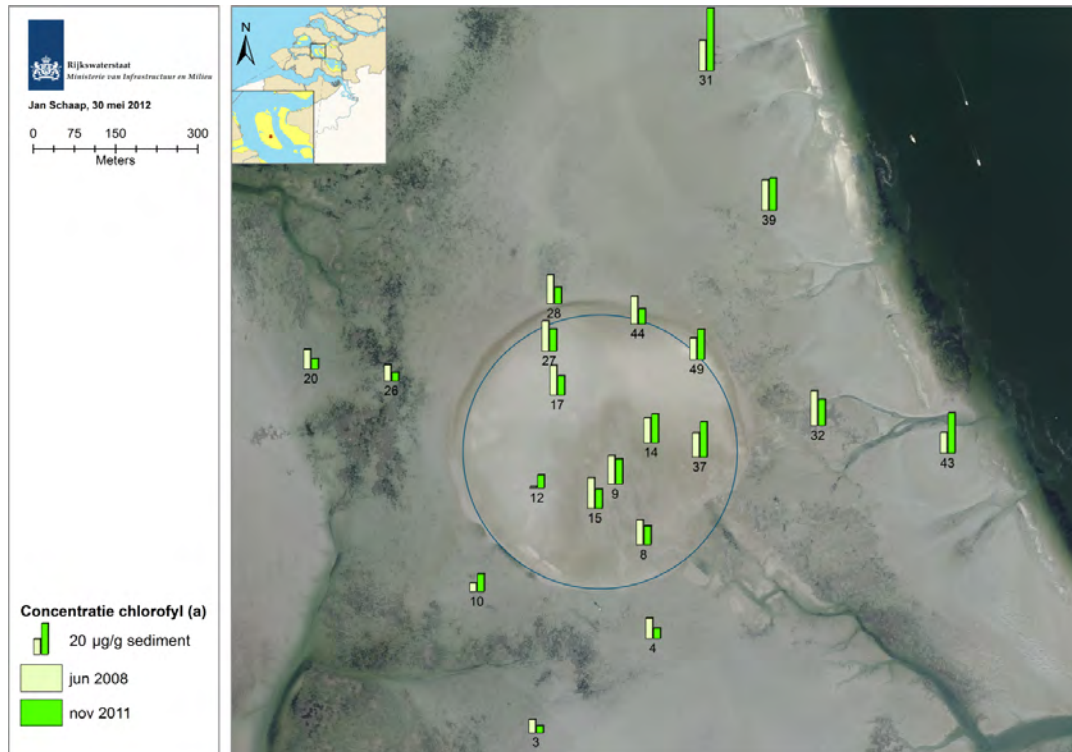 Rijkswaterstaat
Ministerie van Infrastructuur en Milieu
Jan Schaap, 30 mei 2012
0 75 150 300
Meters
N
31
39
28
44
27
49
20
26
17
32
14
37
43
9
12
15
8
10
4
3
Concentratie chlorofyl (a)
20 µg/g sediment
jun 2008
nov 2011